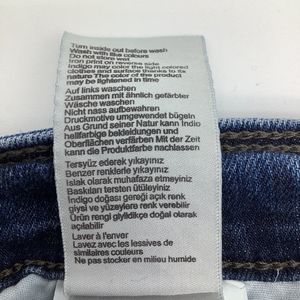 Turn inside out before wash
Wash with like colours
Do not store wet
Iron print on reverse side
Indigo may color the light colored
clothes and surface thanks to its
nature The color of the product
may be lightened in time
Auf links waschen
Zusammen mit ähnlich gefärbter
Wäsche waschen
Nicht nass aufbewahren
Druckmotive umgewendet bügeln
Aus Grund seiner Natur kann Indigo
hellfarbige bekleidungen und
Oberflächen verfärben Mit der Zeit
kann die Produktfarbe nachlassen
Tersyüz ederek yıkayınız
Benzer renklerle yıkayınız
Islak olarak muhafaza etmeyiniz
Baskıları tersten ütüleyiniz
Indigo doğası gereği açık renk
giysi ve yüzeylere renk verebilir
Ürün rengi giyildikçe doğal olarak
açılabilir
Laver à l'enver
Lavez avec les lessives de
similaires couleurs
Ne pas stocker en milieu humide